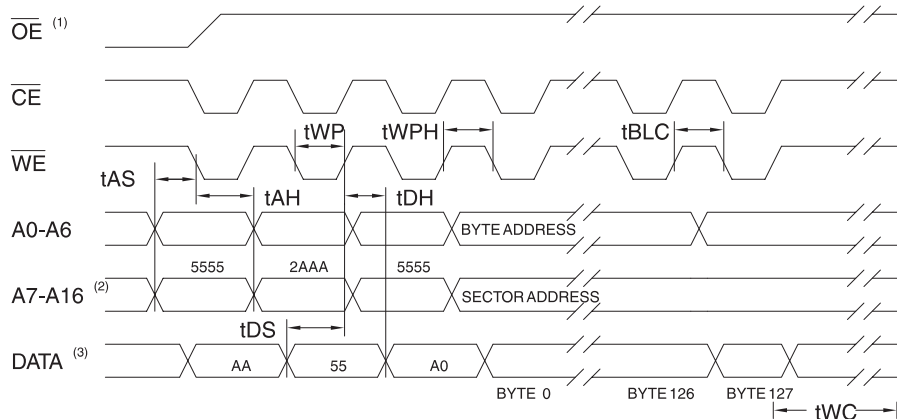 OE (1)
CE
tWP tWPH tBLC
WE
tAS tAH tDH
A0-A6 BYTE ADDRESS
5555 2AAA 5555
A7-A16 (2) SECTOR ADDRESS
tDS
DATA (3) AA 55 A0
BYTE 0 BYTE 126 BYTE 127
tWC